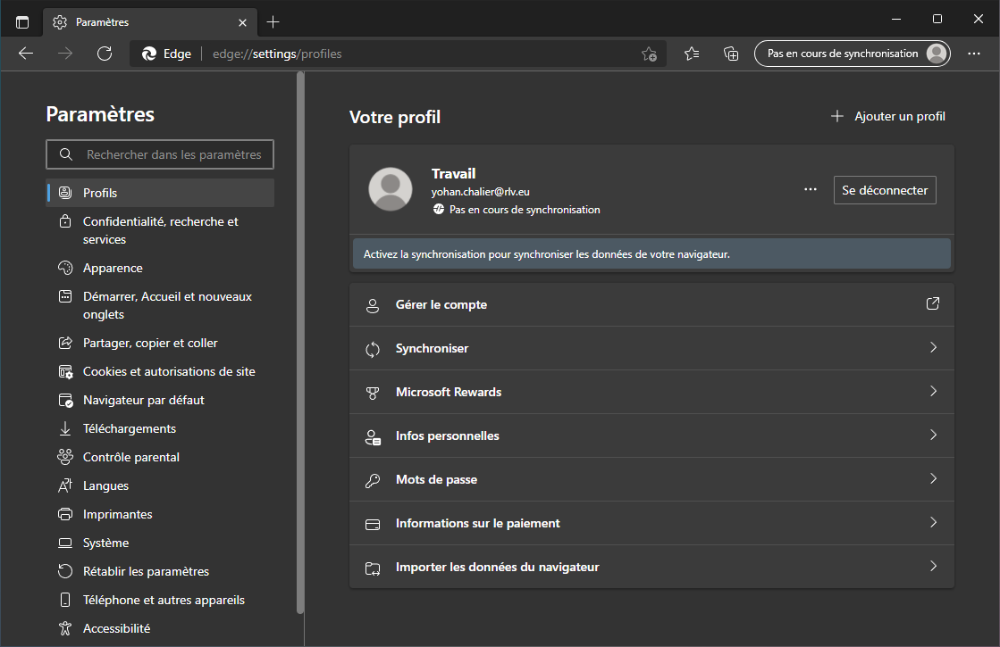 Paramètres
Edge
edge://settings/profiles
Pas en cours de synchronisation
Paramètres
Rechercher dans les paramètres
Profils
Confidentialité, recherche et
services
Apparence
Démarrer, Accueil et nouveaux
onglets
Partager, copier et coller
Cookies et autorisations de site
Navigateur par défaut
Téléchargements
Contrôle parental
Langues
Imprimantes
Système
Rétablir les paramètres
Téléphone et autres appareils
Accessibilité
Votre profil
Ajouter un profil
Travail
yohan.chalier@rlv.eu
Pas en cours de synchronisation
Se déconnecter
Activez la synchronisation pour synchroniser les données de votre navigateur.
Gérer le compte
Synchroniser
Microsoft Rewards
Infos personnelles
Mots de passe
Informations sur le paiement
Importer les données du navigateur